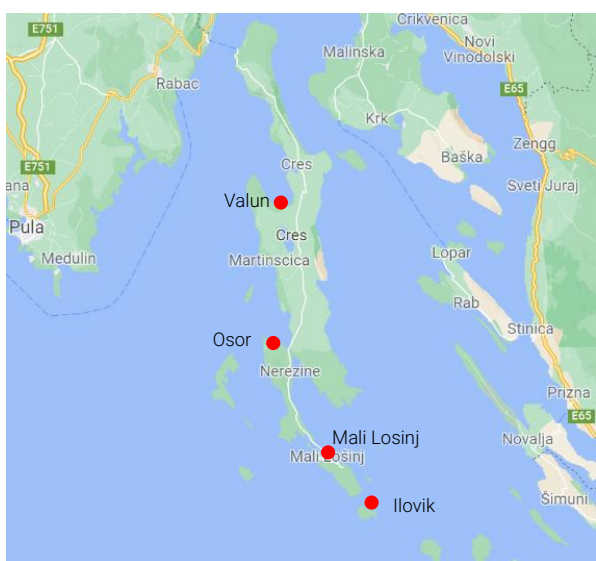 Crikvenica
E751
Malinska
Novi
Vinodolski
Rabac
E65
Krk
Zengg
Cres
Baška
E751
ana
Sveti Juraj
Valun
Pula
Cres
Lopar
Medulin
Martinscica
Rab
Stinica
Osor
Nerezine
Prizna
E65
Mali Losinj
Novalja
Mali Lošinj
Šimuni
Ilovik